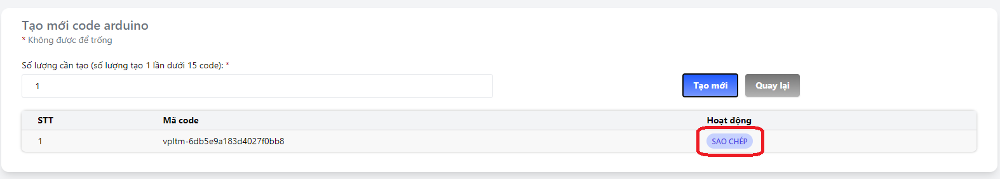 Tạo mới code arduino
* Không được để trống
Số lượng cần tạo (số lượng tạo 1 lần dưới 15 code): *
1
Tạo mới
Quay lại
STT Mã code Hoạt động
1 vpltm-6db5e9a183d4027f0bb8 SAO CHÉP